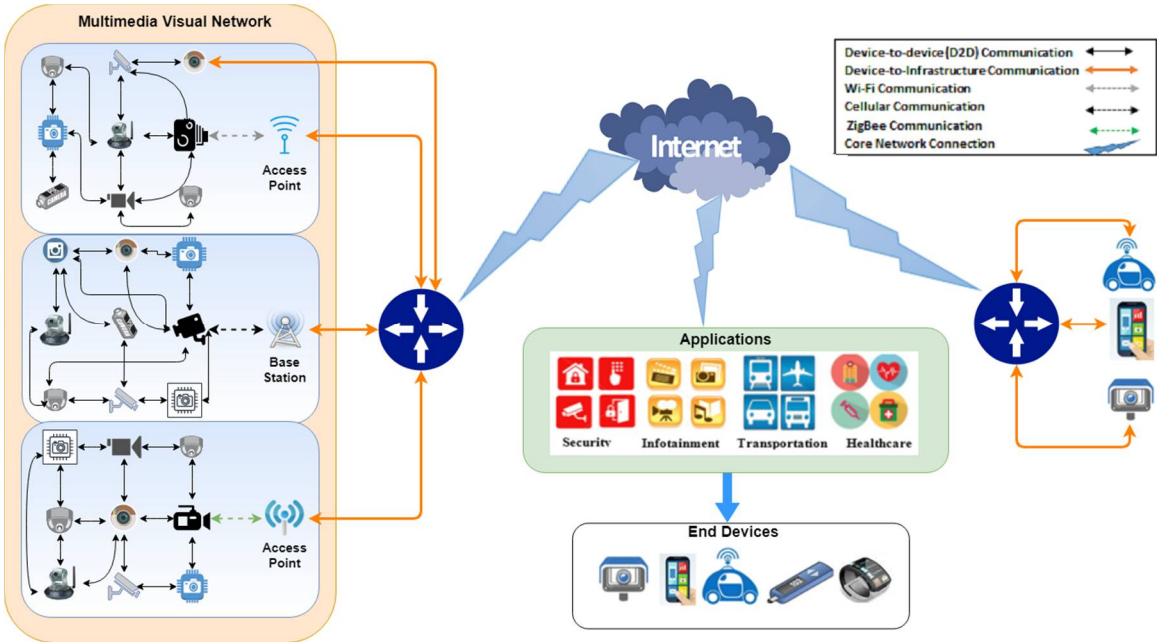 Multimedia Visual Network
Access
Point
Base
Station
Access
Point
Internet
Device-to-device(D2D) Communication
Device-to-Infrastructure Communication
Wi-Fi Communication
Cellular Communication
ZigBee Communication
Core Network Connection
Applications
Security
Infotainment
Transportation
Healthcare
End Devices
CAMERA